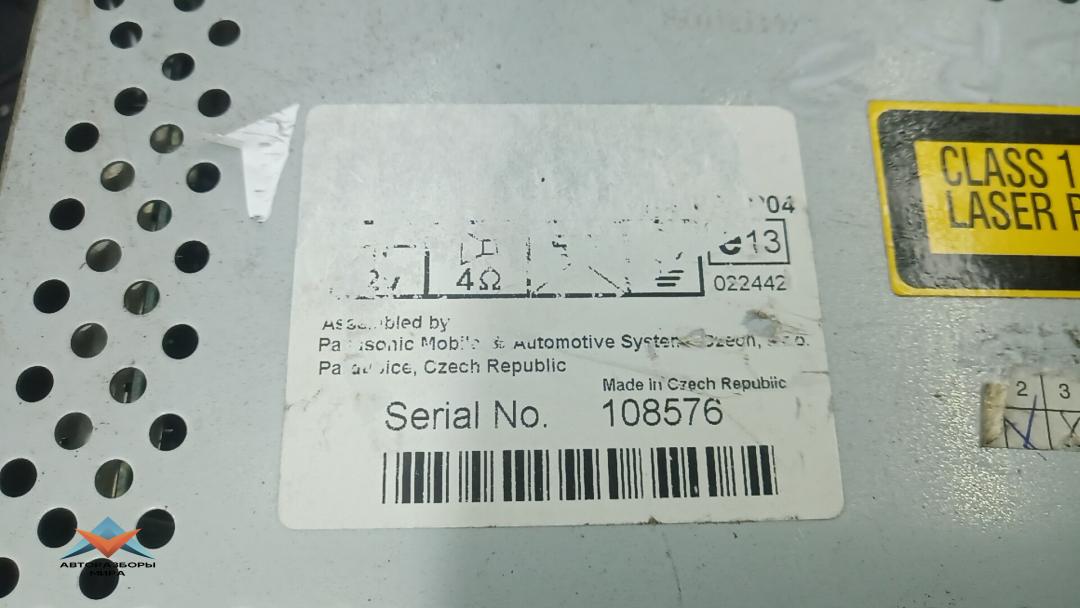 04
e13
4Ω
022442
Assembled by
Panasonic Mobile & Automotive System Czech, s.r.o.
Pardubice, Czech Republic
Made in Czech Republic
Serial No. 108576
CLASS 1
LASER P
2 3
АВТОРАЗБОРЫ
МИРА